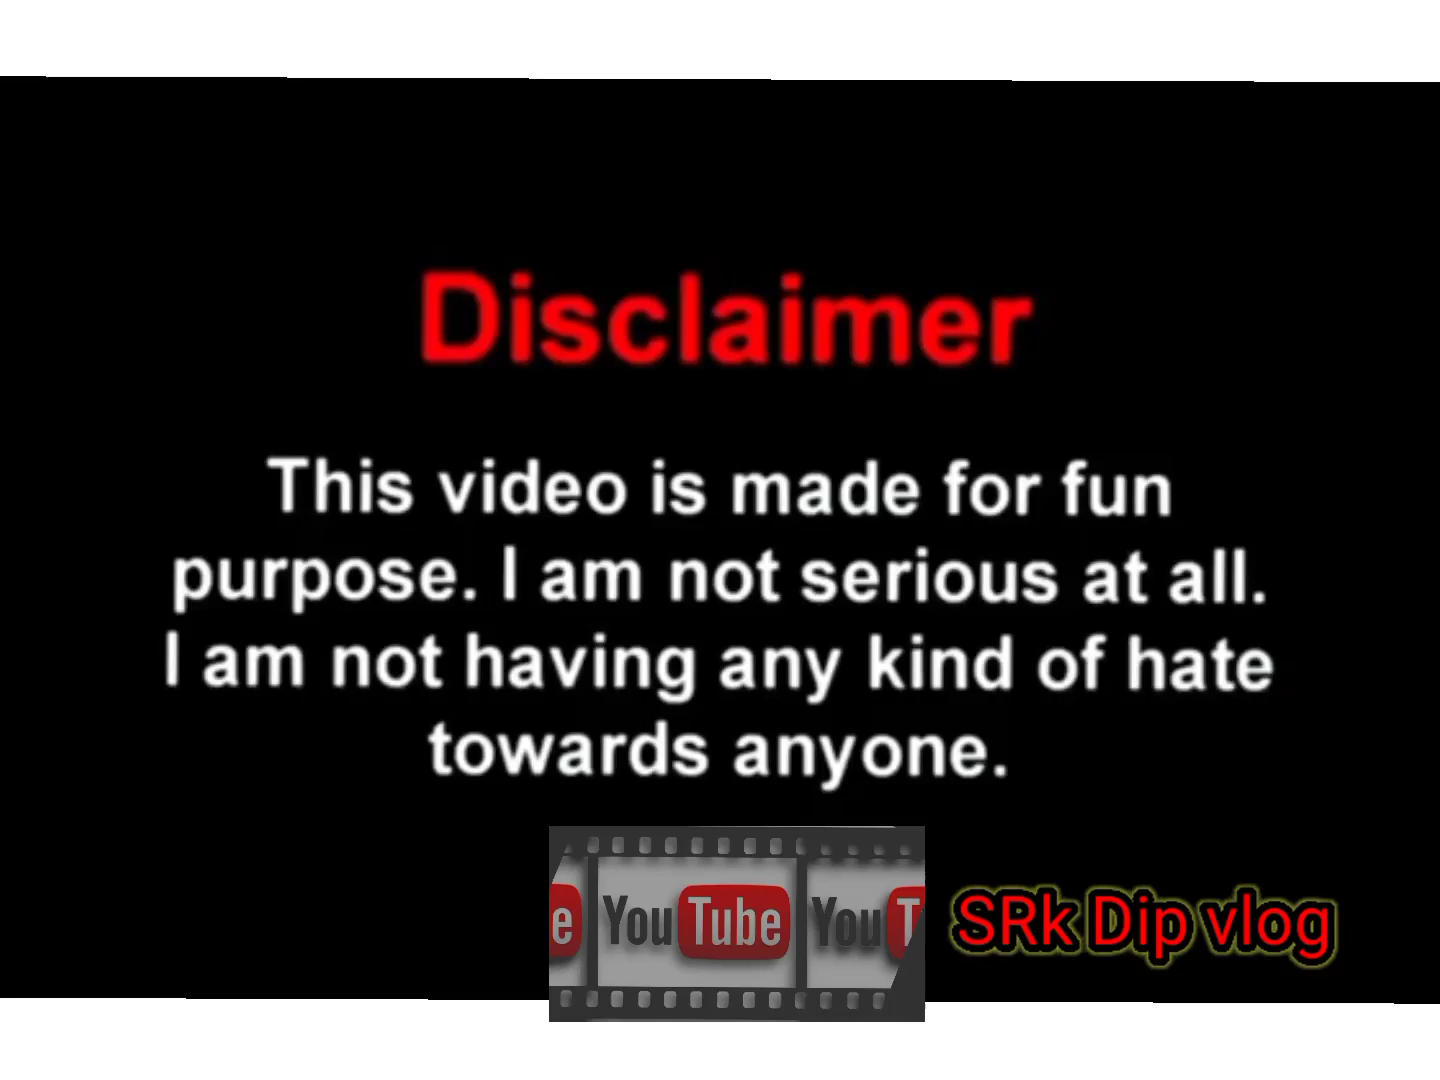 Disclaimer
This video is made for fun
purpose. I am not serious at all.
I am not having any kind of hate
towards anyone.
e YouTube YouT
SRk Dip vlog